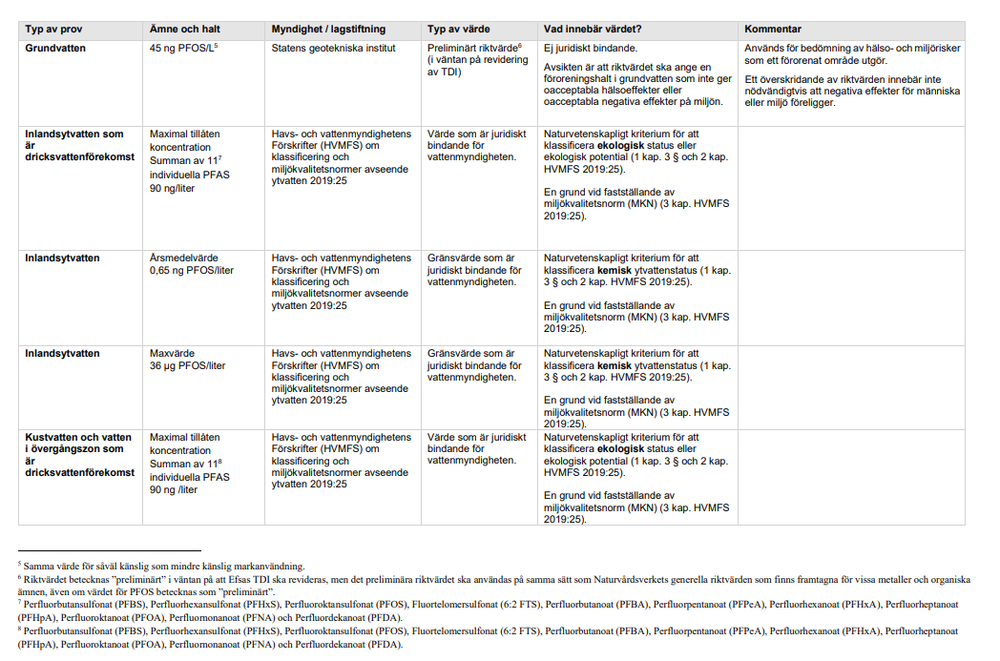 Typ av prov Ämne och halt Myndighet / lagstiftning Typ av värde Vad innebär värdet? Kommentar
Grundvatten
45 ng PFOS/L⁵
Statens geotekniska institut
Preliminärt riktvärde⁶
(i väntan på revidering
av TDI)
Ej juridiskt bindande.
Avsikten är att riktvärdet ska ange en
föroreningshalt i grundvatten som inte ger
oacceptabla hälsoeffekter eller
oacceptabla negativa effekter på miljön.
Används för bedömning av hälso- och miljörisker
som ett förorenat område utgör.
Ett överskridande av riktvärden innebär inte
nödvändigtvis att negativa effekter för människa
eller miljö föreligger.
Inlandsytvatten som
är
dricksvattenförekomst
Maximal tillåten
koncentration
Summan av 11⁷
individuella PFAS
90 ng/liter
Havs- och vattenmyndighetens
Förskrifter (HVMFS) om
klassificering och
miljökvalitetsnormer avseende
ytvatten 2019:25
Värde som är juridiskt
bindande för
vattenmyndigheten.
Naturvetenskapligt kriterium för att
klassificera ekologisk status eller
ekologisk potential (1 kap. 3 § och 2 kap.
HVMFS 2019:25).
En grund vid fastställande av
miljökvalitetsnorm (MKN) (3 kap. HVMFS
2019:25).
Inlandsytvatten
Årsmedelvärde
0,65 ng PFOS/liter
Havs- och vattenmyndighetens
Förskrifter (HVMFS) om
klassificering och
miljökvalitetsnormer avseende
ytvatten 2019:25
Gränsvärde som är
juridiskt bindande för
vattenmyndigheten.
Naturvetenskapligt kriterium för att
klassificera kemisk ytvattenstatus (1 kap.
3 § och 2 kap. HVMFS 2019:25).
En grund vid fastställande av
miljökvalitetsnorm (MKN) (3 kap. HVMFS
2019:25).
Inlandsytvatten
Maxvärde
36 µg PFOS/liter
Havs- och vattenmyndighetens
Förskrifter (HVMFS) om
klassificering och
miljökvalitetsnormer avseende
ytvatten 2019:25
Gränsvärde som är
juridiskt bindande för
vattenmyndigheten.
Naturvetenskapligt kriterium för att
klassificera kemisk ytvattenstatus (1 kap.
3 § och 2 kap. HVMFS 2019:25).
En grund vid fastställande av
miljökvalitetsnorm (MKN) (3 kap. HVMFS
2019:25).
Kustvatten och vatten
i övergångszon som
är
dricksvattenförekomst
Maximal tillåten
koncentration
Summan av 11⁸
individuella PFAS
90 ng /liter
Havs- och vattenmyndighetens
Förskrifter (HVMFS) om
klassificering och
miljökvalitetsnormer avseende
ytvatten 2019:25
Värde som är juridiskt
bindande för
vattenmyndigheten.
Naturvetenskapligt kriterium för att
klassificera ekologisk status eller
ekologisk potential (1 kap. 3 § och 2 kap.
HVMFS 2019:25).
En grund vid fastställande av
miljökvalitetsnorm (MKN) (3 kap. HVMFS
2019:25).
⁵ Samma värde för såväl känslig som mindre känslig markanvändning.
⁶ Riktvärdet betecknas ”preliminärt” i väntan på att Efsas TDI ska revideras, men det preliminära riktvärdet ska användas på samma sätt som Naturvårdsverkets generella riktvärden som finns framtagna för vissa metaller och organiska
ämnen, även om värdet för PFOS betecknas som ”preliminärt”.
⁷ Perfluorbutansulfonat (PFBS), Perfluorhexansulfonat (PFHxS), Perfluoroktansulfonat (PFOS), Fluortelomersulfonat (6:2 FTS), Perfluorbutanoat (PFBA), Perfluorpentanoat (PFPeA), Perfluorhexanoat (PFHxA), Perfluorheptanoat
(PFHpA), Perfluoroktanoat (PFOA), Perfluornonanoat (PFNA) och Perfluordekanoat (PFDA).
⁸ Perfluorbutansulfonat (PFBS), Perfluorhexansulfonat (PFHxS), Perfluoroktansulfonat (PFOS), Fluortelomersulfonat (6:2 FTS), Perfluorbutanoat (PFBA), Perfluorpentanoat (PFPeA), Perfluorhexanoat (PFHxA), Perfluorheptanoat
(PFHpA), Perfluoroktanoat (PFOA), Perfluornonanoat (PFNA) och Perfluordekanoat (PFDA).